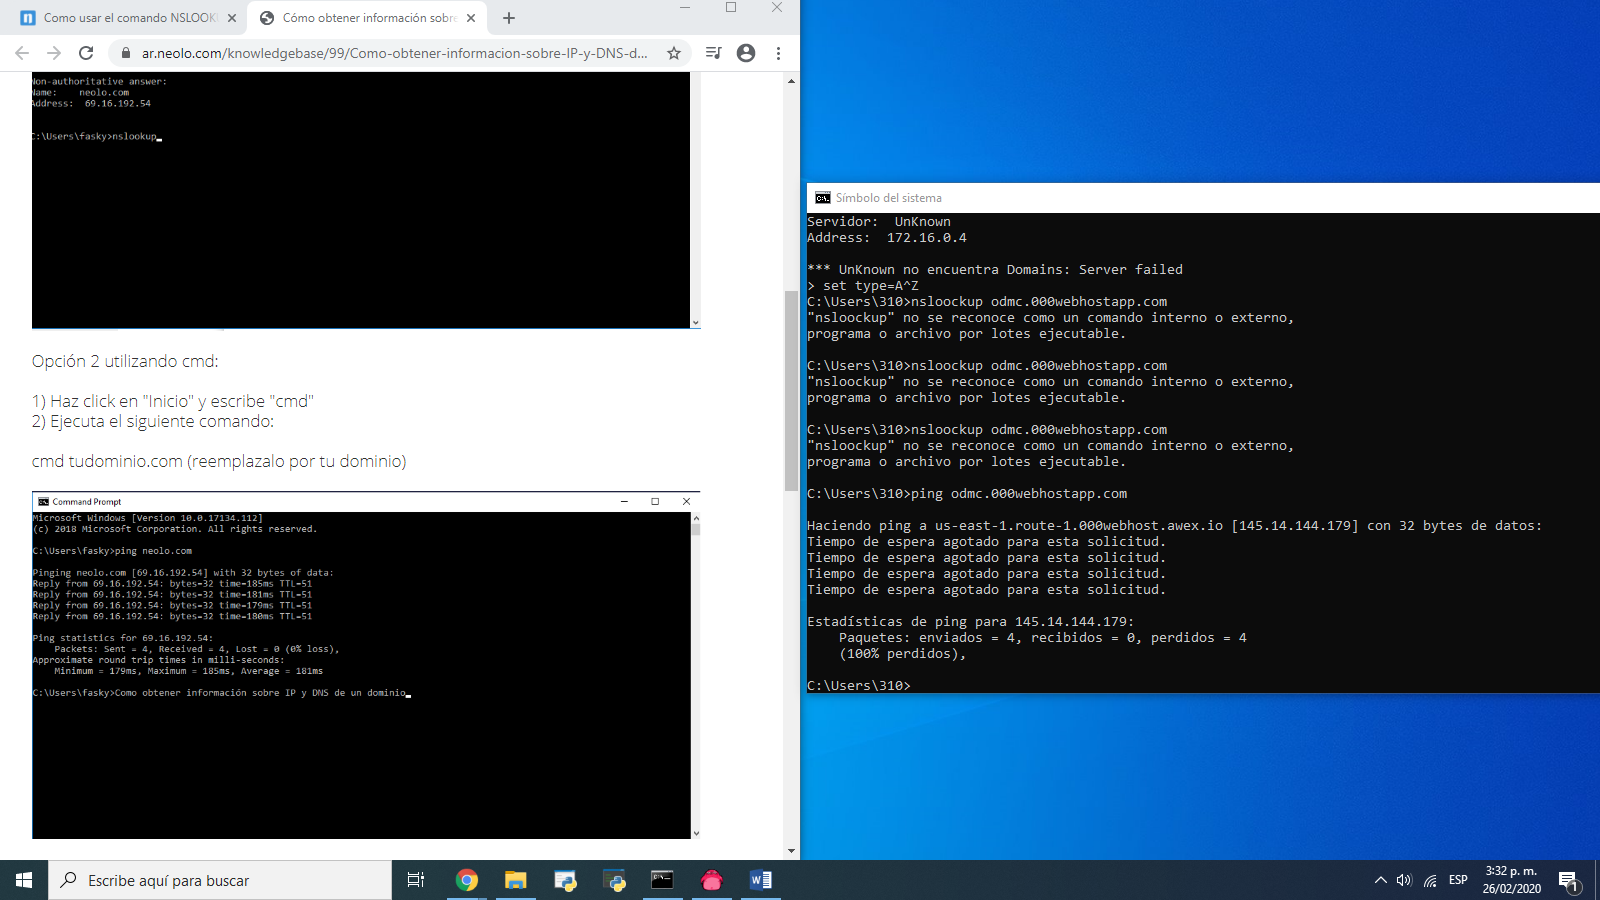 Como usar el comando NSLOOK
Cómo obtener información sobre
ar.neolo.com/knowledgebase/99/Como-obtener-informacion-sobre-IP-y-DNS-d...
Non-authoritative answer:
Name:    neolo.com
Address:  69.16.192.54
C:\Users\fasky>nslookup
Opción 2 utilizando cmd:
1) Haz click en "Inicio" y escribe "cmd"
2) Ejecuta el siguiente comando:
cmd tudominio.com (reemplazalo por tu dominio)
Command Prompt
Microsoft Windows [Version 10.0.17134.112]
(c) 2018 Microsoft Corporation. All rights reserved.
C:\Users\fasky>ping neolo.com
Pinging neolo.com [69.16.192.54] with 32 bytes of data:
Reply from 69.16.192.54: bytes=32 time=185ms TTL=51
Reply from 69.16.192.54: bytes=32 time=181ms TTL=51
Reply from 69.16.192.54: bytes=32 time=179ms TTL=51
Reply from 69.16.192.54: bytes=32 time=180ms TTL=51
Ping statistics for 69.16.192.54:
    Packets: Sent = 4, Received = 4, Lost = 0 (0% loss),
Approximate round trip times in milli-seconds:
    Minimum = 179ms, Maximum = 185ms, Average = 181ms
C:\Users\fasky>Como obtener información sobre IP y DNS de un dominio
Símbolo del sistema
Servidor:  UnKnown
Address:  172.16.0.4
*** UnKnown no encuentra Domains: Server failed
> set type=A^Z
C:\Users\310>nsloockup odmc.000webhostapp.com
"nsloockup" no se reconoce como un comando interno o externo,
programa o archivo por lotes ejecutable.
C:\Users\310>nsloockup odmc.000webhostapp.com
"nsloockup" no se reconoce como un comando interno o externo,
programa o archivo por lotes ejecutable.
C:\Users\310>nsloockup odmc.000webhostapp.com
"nsloockup" no se reconoce como un comando interno o externo,
programa o archivo por lotes ejecutable.
C:\Users\310>ping odmc.000webhostapp.com
Haciendo ping a us-east-1.route-1.000webhost.awex.io [145.14.144.179] con 32 bytes de datos:
Tiempo de espera agotado para esta solicitud.
Tiempo de espera agotado para esta solicitud.
Tiempo de espera agotado para esta solicitud.
Tiempo de espera agotado para esta solicitud.
Estadísticas de ping para 145.14.144.179:
    Paquetes: enviados = 4, recibidos = 0, perdidos = 4
    (100% perdidos),
C:\Users\310>
Escribe aquí para buscar
ESP
3:32 p. m.
26/02/2020
1